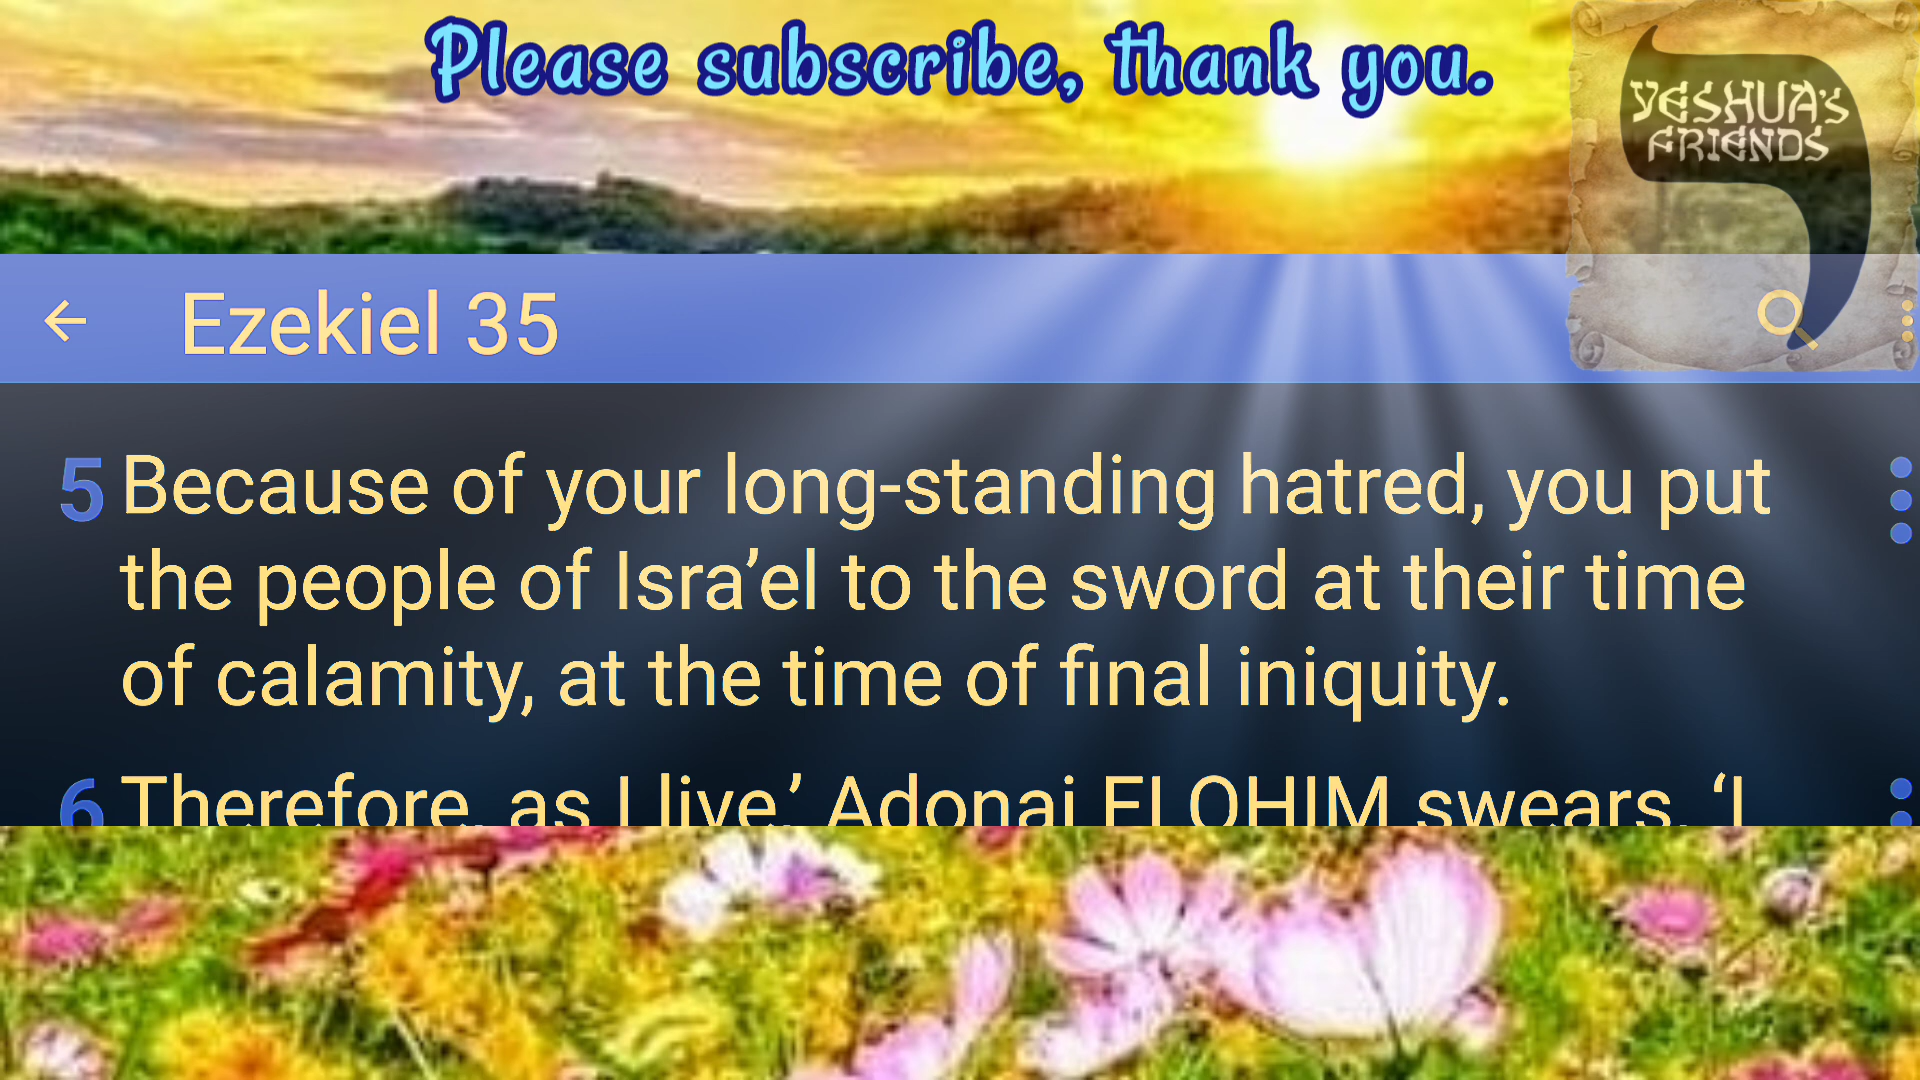 Please subscribe, thank you.
YESHUA'S
FRIENDS
Ezekiel 35
5 Because of your long-standing hatred, you put
the people of Isra’el to the sword at their time
of calamity, at the time of final iniquity.
6 Therefore, as I live,’ Adonai ELOHIM swears, ‘I